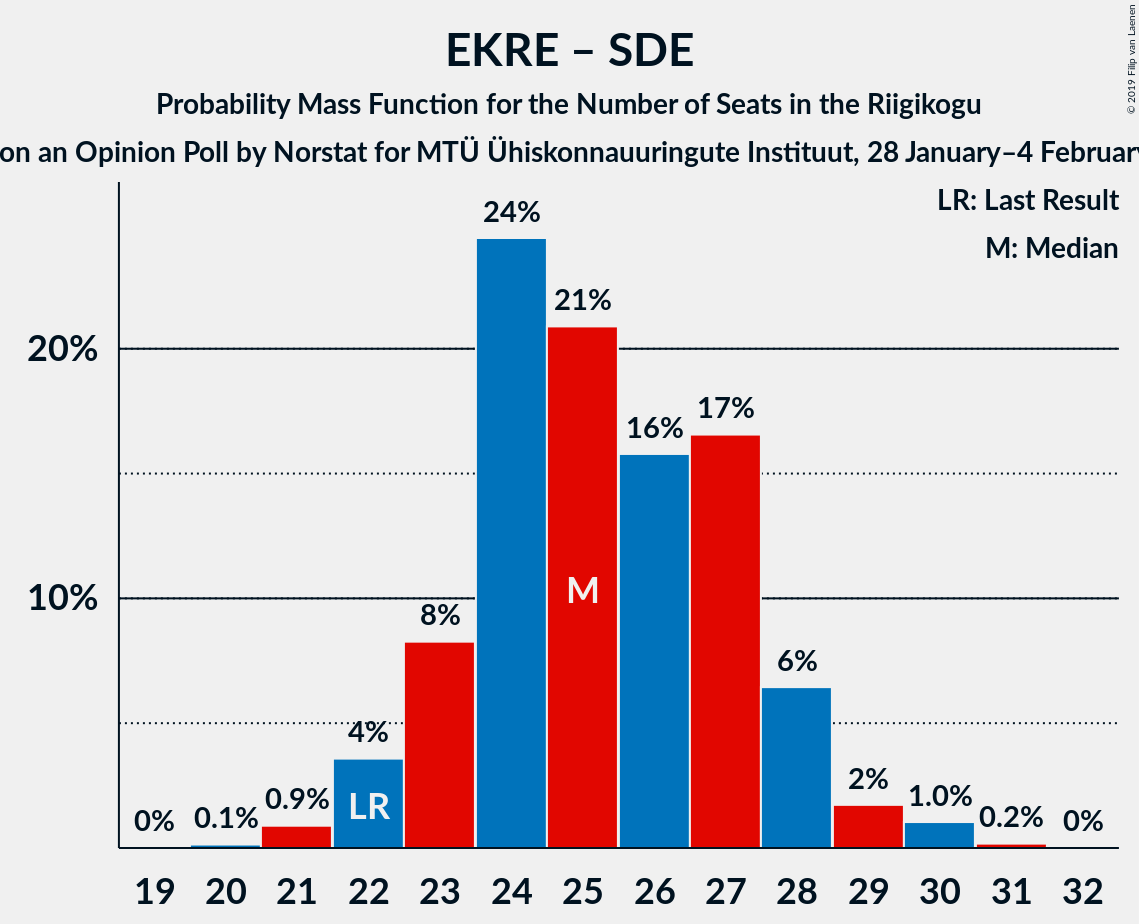 EKRE – SDE
Probability Mass Function for the Number of Seats in the Riigikogu
on an Opinion Poll by Norstat for MTÜ Ühiskonnauuringute Instituut, 28 January–4 February
© 2019 Filip van Laenen
LR: Last Result
M: Median
24%
21%
20%
17%
16%
10%
8%
6%
4%
2%
0%
0.1%
0.9%
1.0%
0.2%
0%
M
LR
19 20 21 22 23 24 25 26 27 28 29 30 31 32